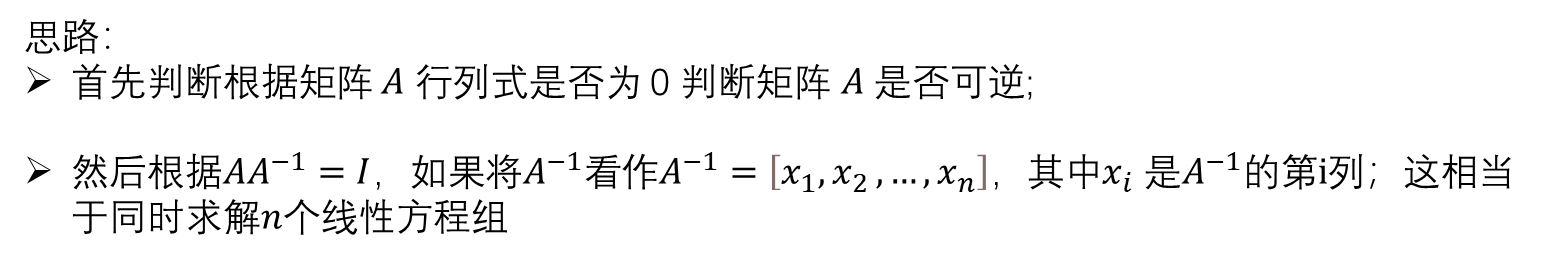 思路：
➢ 首先判断根据矩阵 A 行列式是否为 0 判断矩阵 A 是否可逆;
➢ 然后根据AA⁻¹ = I，如果将A⁻¹看作A⁻¹ = [x₁, x₂ , … , xₙ]，其中xᵢ 是A⁻¹的第i列；这相当
于同时求解n个线性方程组